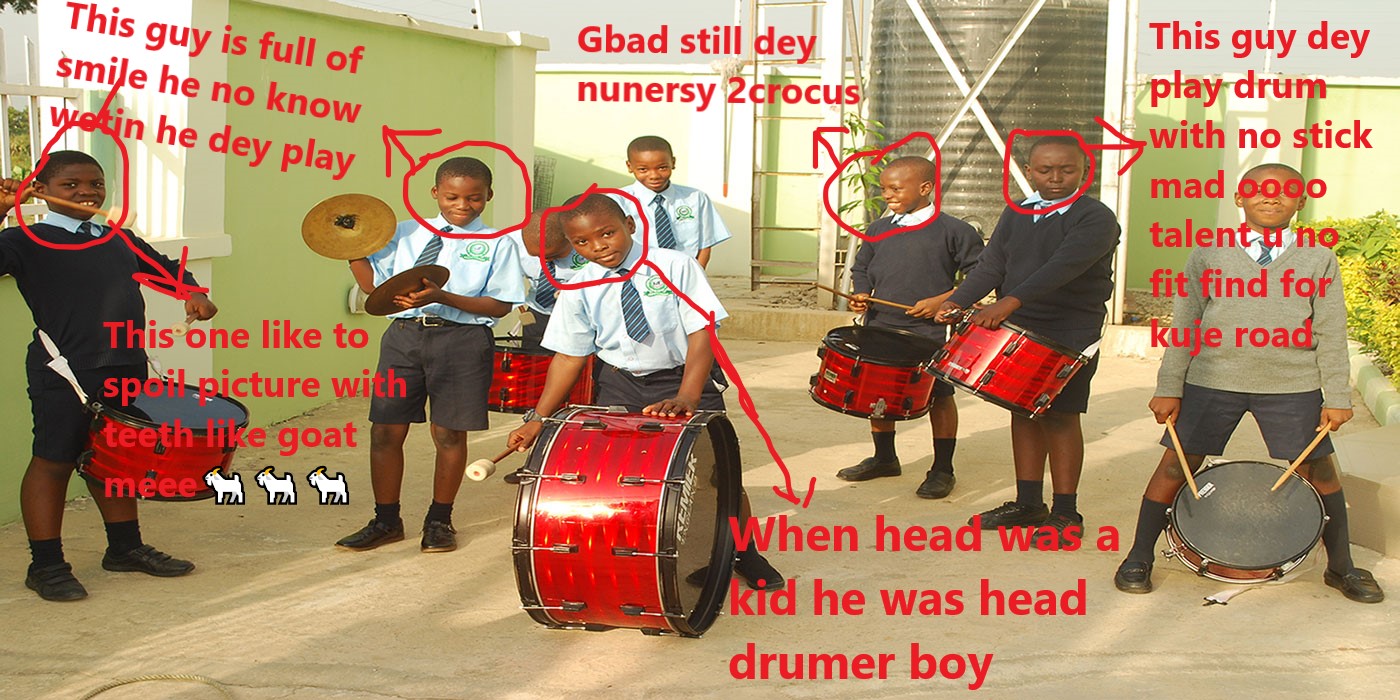 This guy is full of
smile he no know
wetin he dey play
Gbad still dey
nunersy 2crocus
This guy dey
play drum
with no stick
mad oooo
talent u no
fit find for
kuje road
This one like to
spoil picture with
teeth like goat
meee 🐐 🐐 🐐
When head was a
kid he was head
drumer boy
PREMIER